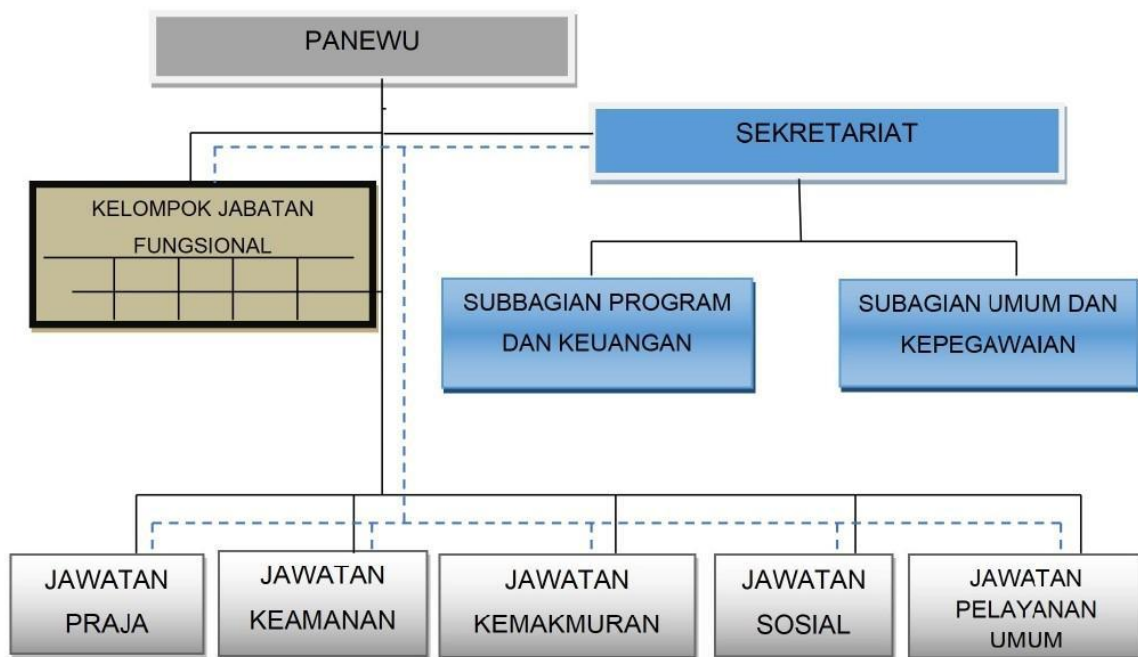 PANEWU
SEKRETARIAT
KELOMPOK JABATAN
FUNGSIONAL
SUBBAGIAN PROGRAM
DAN KEUANGAN
SUBAGIAN UMUM DAN
KEPEGAWAIAN
JAWATAN
PRAJA
JAWATAN
KEAMANAN
JAWATAN
KEMAKMURAN
JAWATAN
SOSIAL
JAWATAN
PELAYANAN
UMUM